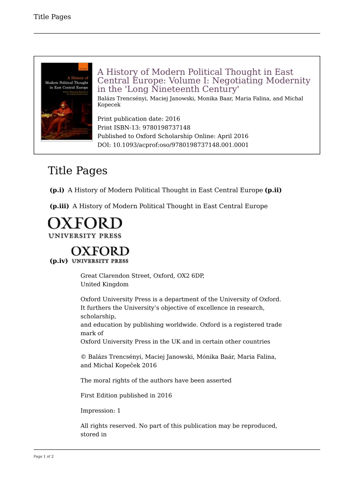 Title Pages
A History of Modern Political Thought in East
Central Europe: Volume I: Negotiating Modernity
in the 'Long Nineteenth Century'
Balázs Trencsényi, Maciej Janowski, Monika Baar, Maria Falina, and Michal
Kopecek
Print publication date: 2016
Print ISBN-13: 9780198737148
Published to Oxford Scholarship Online: April 2016
DOI: 10.1093/acprof:oso/9780198737148.001.0001
A History of
Modern Political Thought
in East Central Europe
Title Pages
(p.i) A History of Modern Political Thought in East Central Europe (p.ii)
(p.iii) A History of Modern Political Thought in East Central Europe
OXFORD
UNIVERSITY PRESS
OXFORD
(p.iv) UNIVERSITY PRESS
Great Clarendon Street, Oxford, OX2 6DP,
United Kingdom
Oxford University Press is a department of the University of Oxford.
It furthers the University's objective of excellence in research,
scholarship,
and education by publishing worldwide. Oxford is a registered trade
mark of
Oxford University Press in the UK and in certain other countries
© Balázs Trencsényi, Maciej Janowski, Mónika Baár, Maria Falina,
and Michal Kopeček 2016
The moral rights of the authors have been asserted
First Edition published in 2016
Impression: 1
All rights reserved. No part of this publication may be reproduced,
stored in
Page 1 of 2